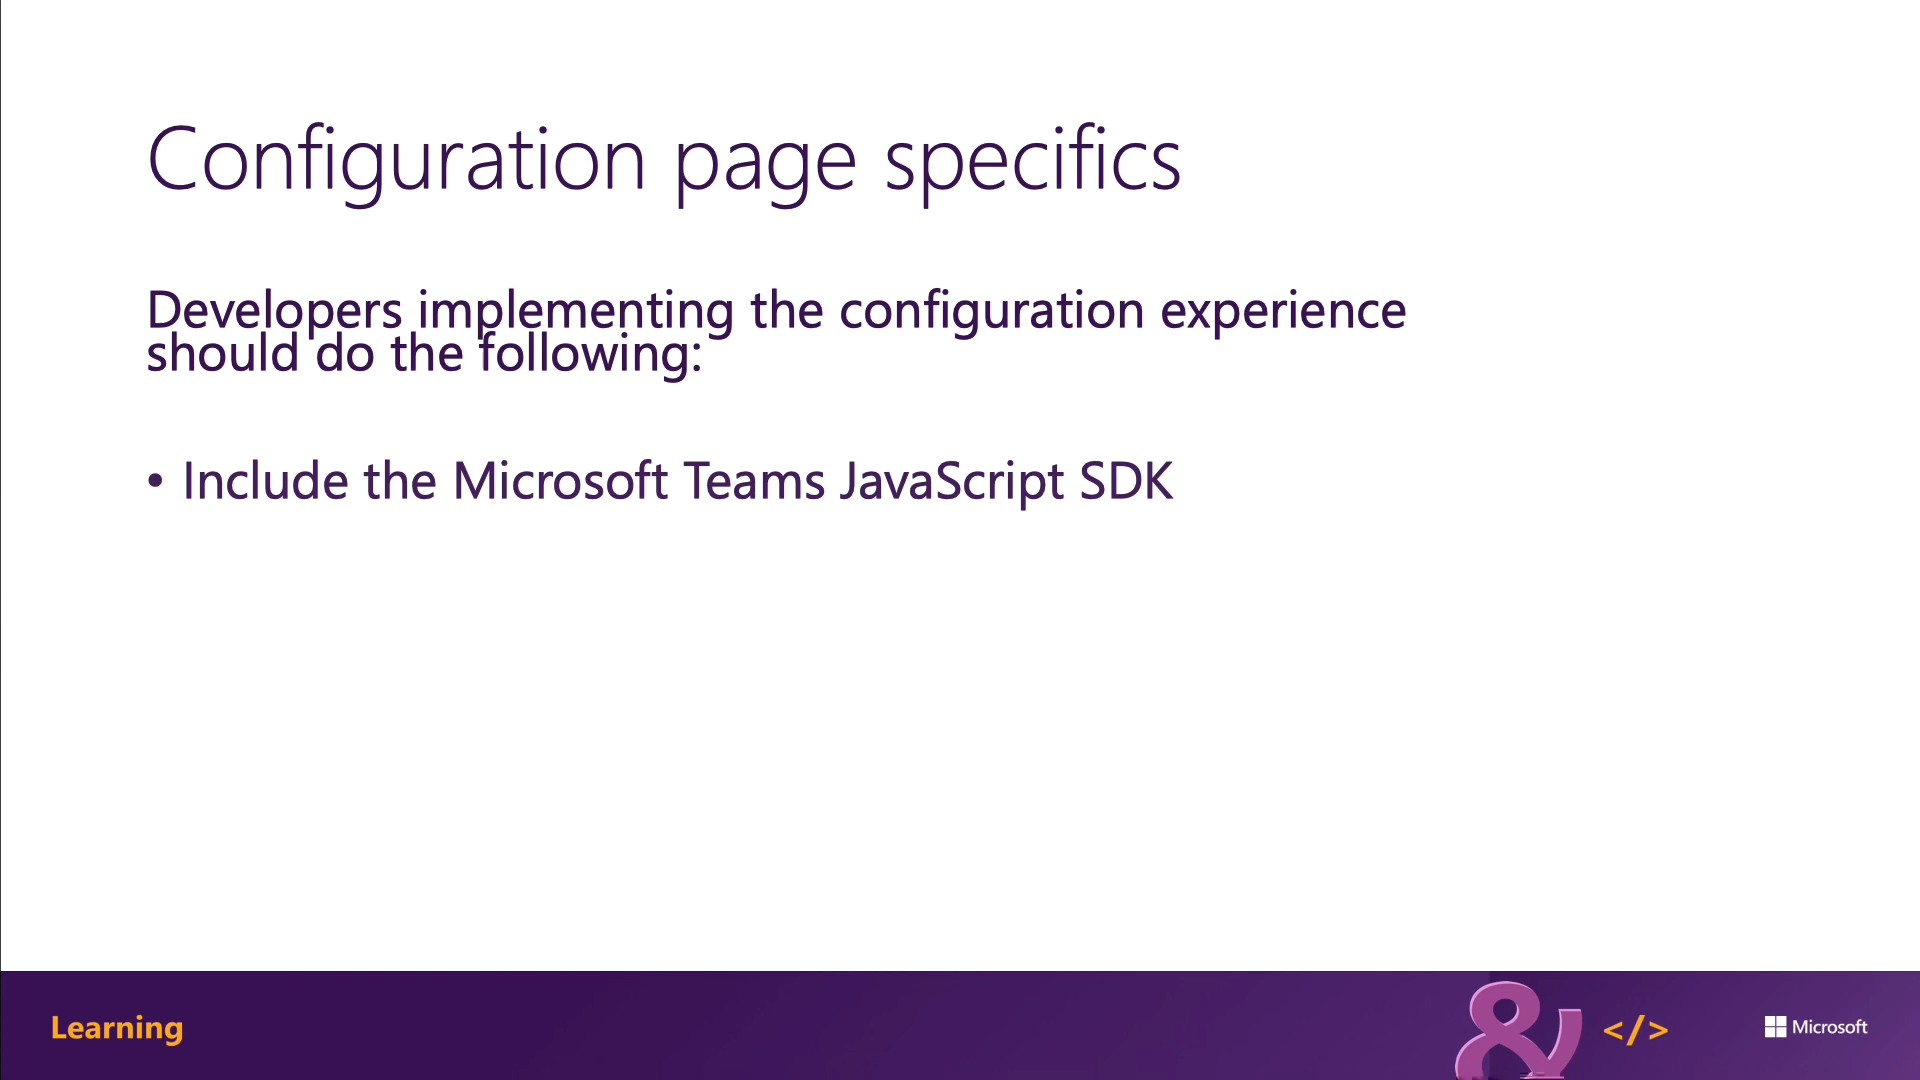 Configuration page specifics
Developers implementing the configuration experience
should do the following:
• Include the Microsoft Teams JavaScript SDK
Learning
& </>
Microsoft